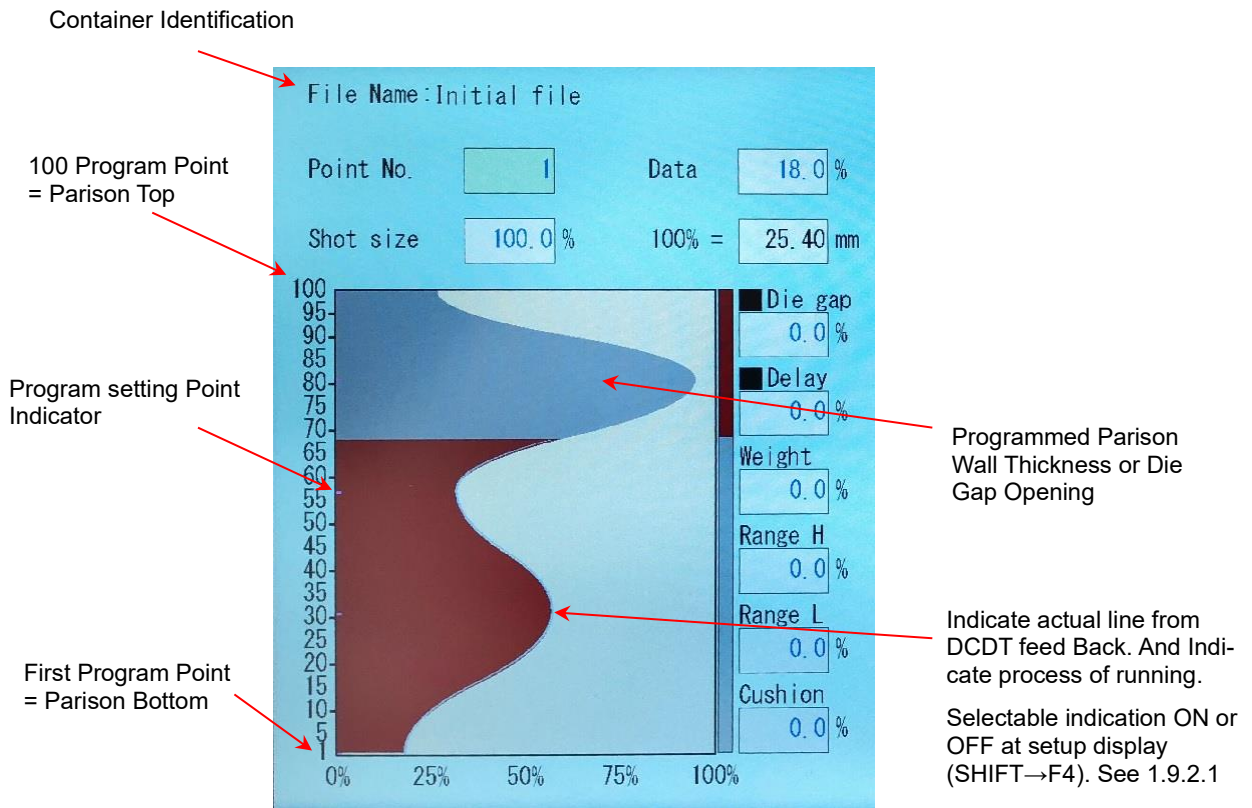 Container Identification
File Name:Initial file
100 Program Point
= Parison Top
Point No. 1 Data 18.0 %
Shot size 100.0 % 100% = 25.40 mm
Program setting Point
Indicator
First Program Point
= Parison Bottom
100
95
90
85
80
75
70
65
60
55
50
45
40
35
30
25
20
15
10
5
1
0% 25% 50% 75% 100%
Die gap
0.0 %
Delay
0.0 %
Weight
0.0 %
Range H
0.0 %
Range L
0.0 %
Cushion
0.0 %
Programmed Parison
Wall Thickness or Die
Gap Opening
Indicate actual line from
DCDT feed Back. And Indi-
cate process of running.
Selectable indication ON or
OFF at setup display
(SHIFT→F4). See 1.9.2.1